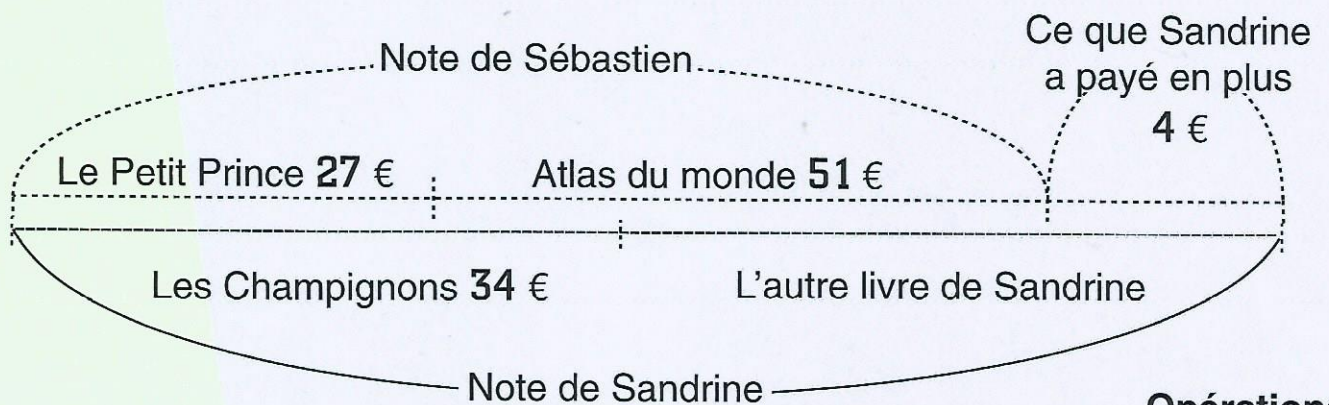 Ce que Sandrine
a payé en plus
4 €
Note de Sébastien
Le Petit Prince 27 €
Atlas du monde 51 €
Les Champignons 34 €
L'autre livre de Sandrine
Note de Sandrine